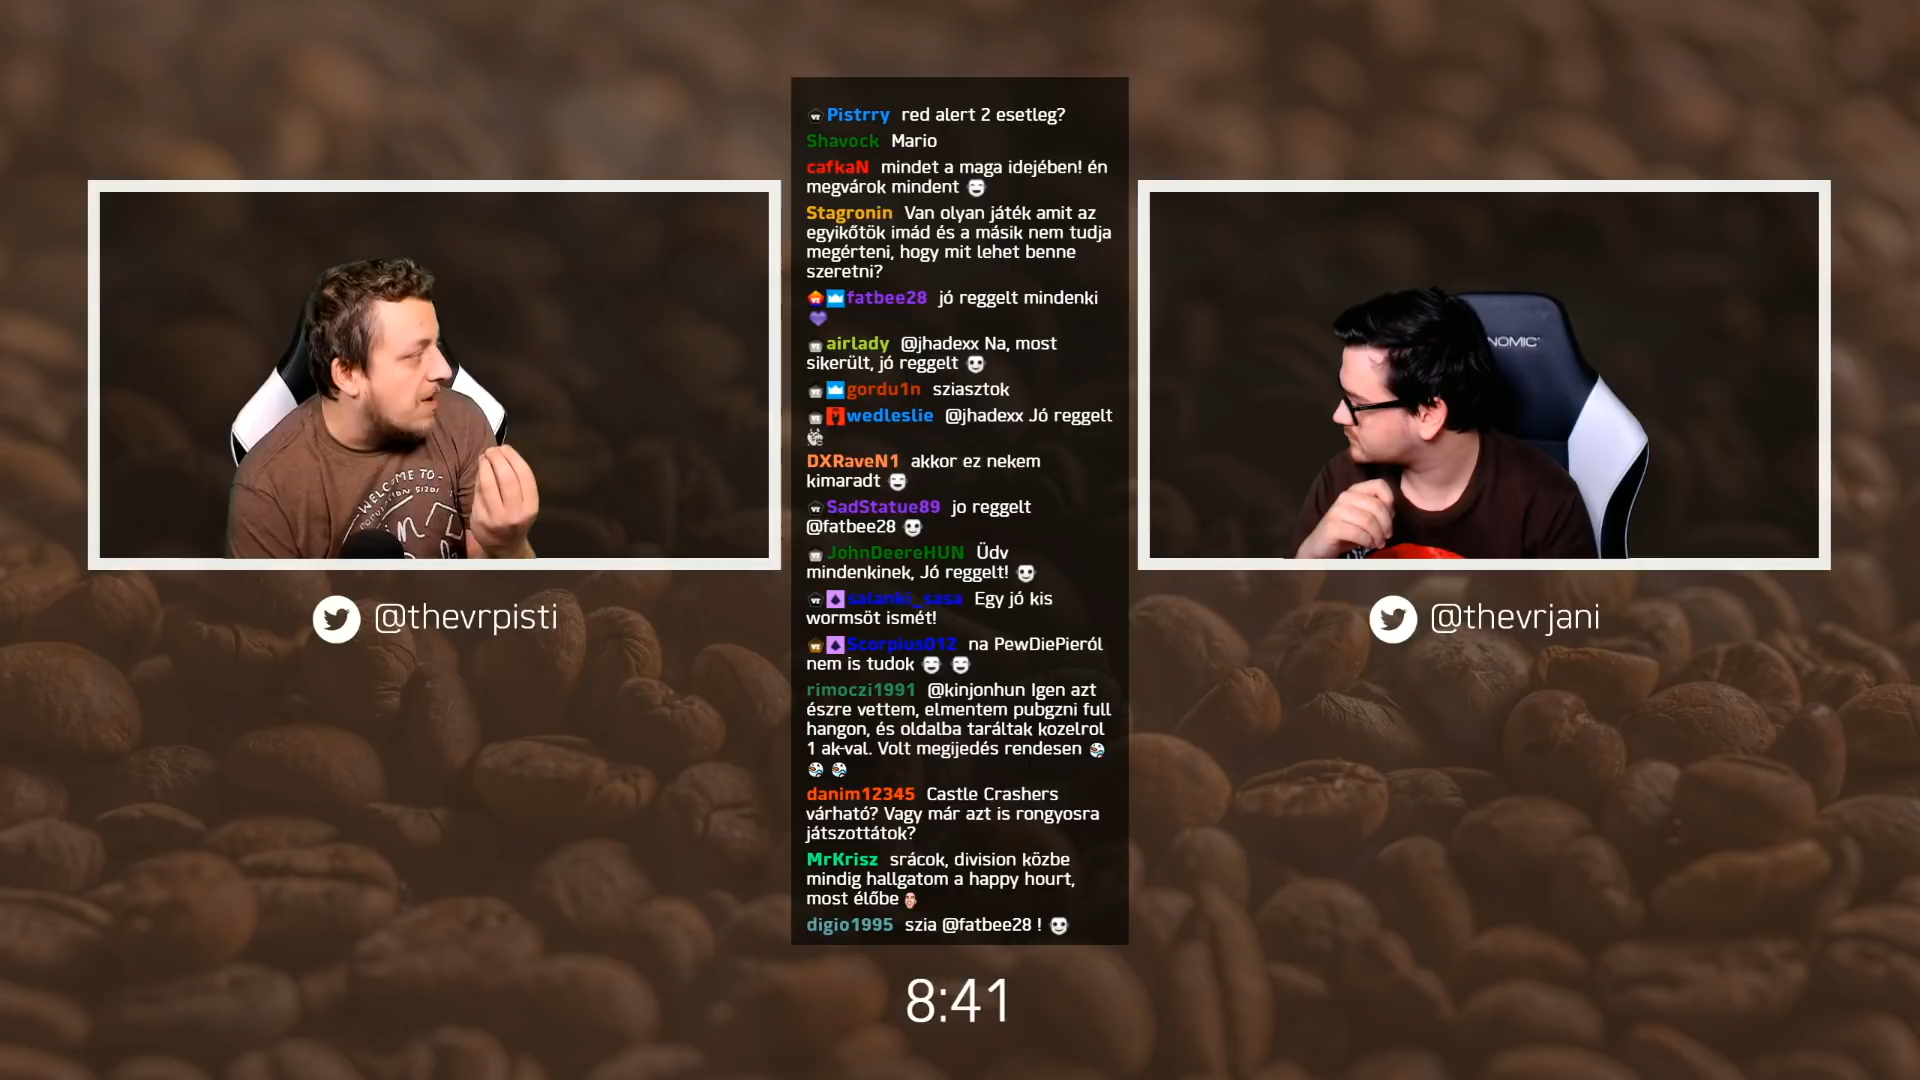 Pistrry red alert 2 esetleg?
Shavock Mario
cafkaN mindet a maga idejében! én
megvárok mindent
Stagronin Van olyan játék amit az
egyikőtök imád és a másik nem tudja
megérteni, hogy mit lehet benne
szeretni?
fatbee28 jó reggelt mindenki
airlady @jhadexx Na, most
sikerült, jó reggelt
gordu1n sziasztok
wedleslie @jhadexx Jó reggelt
DXRaveN1 akkor ez nekem
kimaradt
SadStatue89 jo reggelt
@fatbee28
JohnDeereHUN Üdv
mindenkinek, Jó reggelt!
salanki_sasa Egy jó kis
wormsöt ismét!
Scorpius012 na PewDiePieról
nem is tudok
rimoczi1991 @kinjonhun Igen azt
észre vettem, elmentem pubgzni full
hangon, és oldalba taráltak kozelrol
1 ak-val. Volt megijedés rendesen
danim12345 Castle Crashers
várható? Vagy már azt is rongyosra
játszottátok?
MrKrisz srácok, division közbe
mindig hallgatom a happy hourt,
most élőbe
digio1995 szia @fatbee28 !
WELCOME TO
NOMIC
@thevrpisti
@thevrjani
8:41